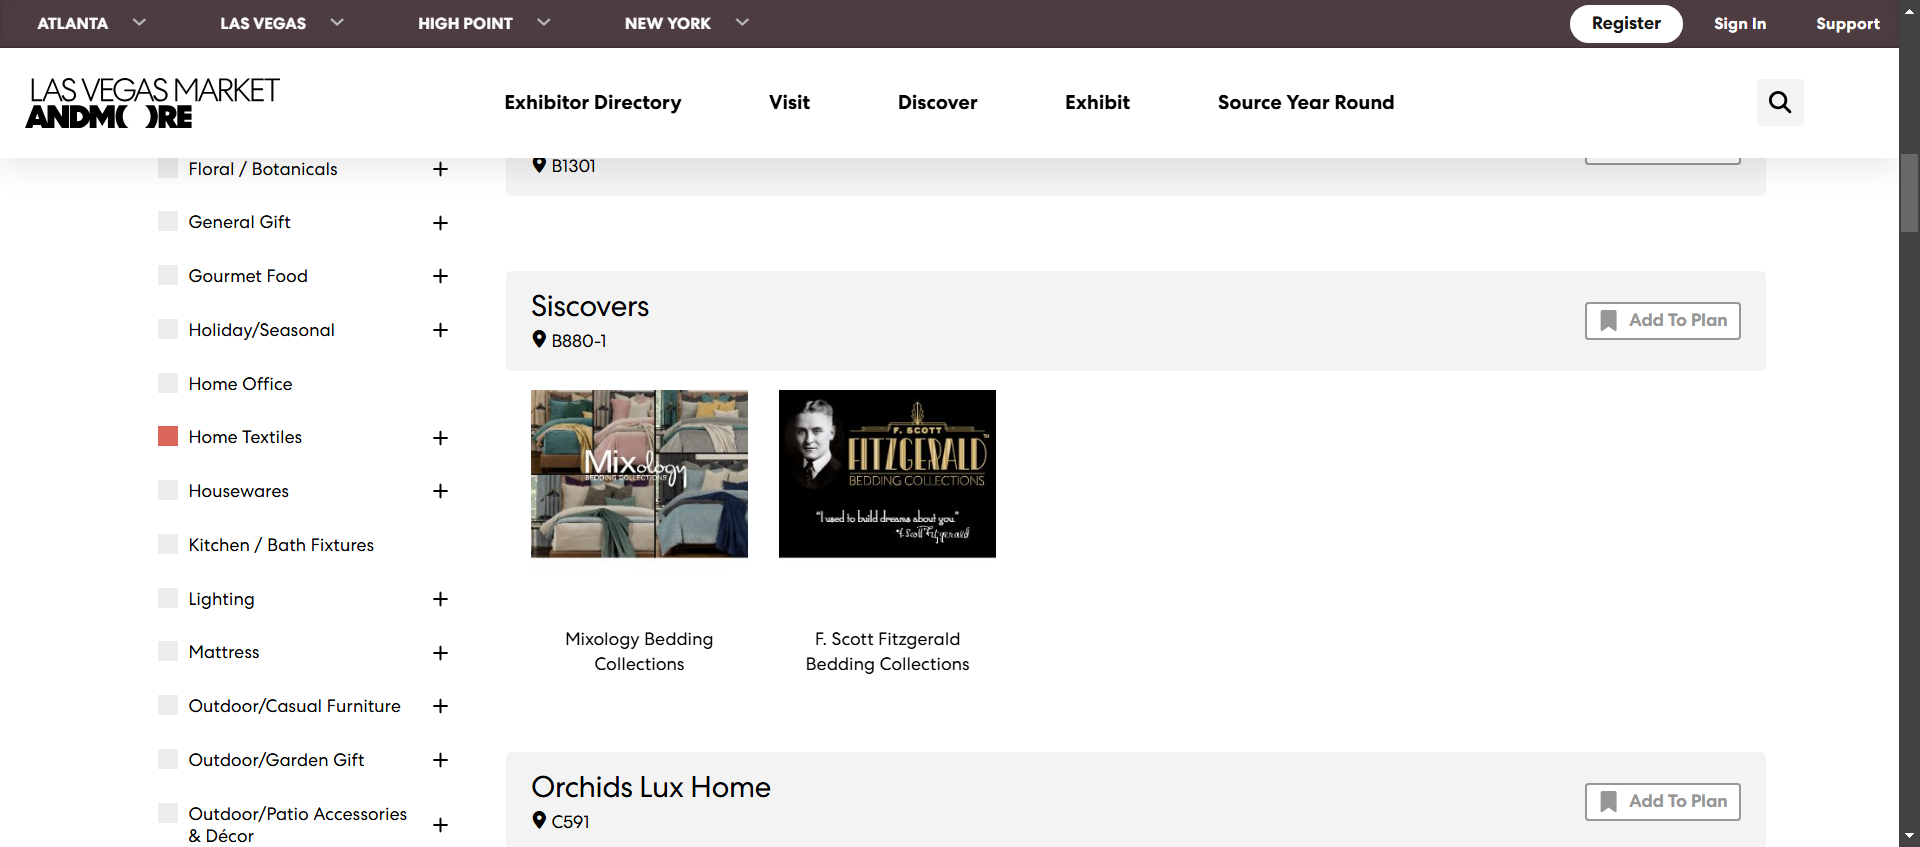 ATLANTA
LAS VEGAS
HIGH POINT
NEW YORK
Register
Sign In
Support
LAS VEGAS MARKET
ANDMORE
Exhibitor Directory
Visit
Discover
Exhibit
Source Year Round
Floral / Botanicals
General Gift
Gourmet Food
Holiday/Seasonal
Home Office
Home Textiles
Housewares
Kitchen / Bath Fixtures
Lighting
Mattress
Outdoor/Casual Furniture
Outdoor/Garden Gift
Outdoor/Patio Accessories
& Décor
B1301
Siscovers
B880-1
Add To Plan
Mixology
BEDDING COLLECTIONS
F. SCOTT
FITZGERALD™
BEDDING COLLECTIONS
"I used to build dreams about you."
-F. Scott Fitzgerald
Mixology Bedding
Collections
F. Scott Fitzgerald
Bedding Collections
Orchids Lux Home
C591
Add To Plan